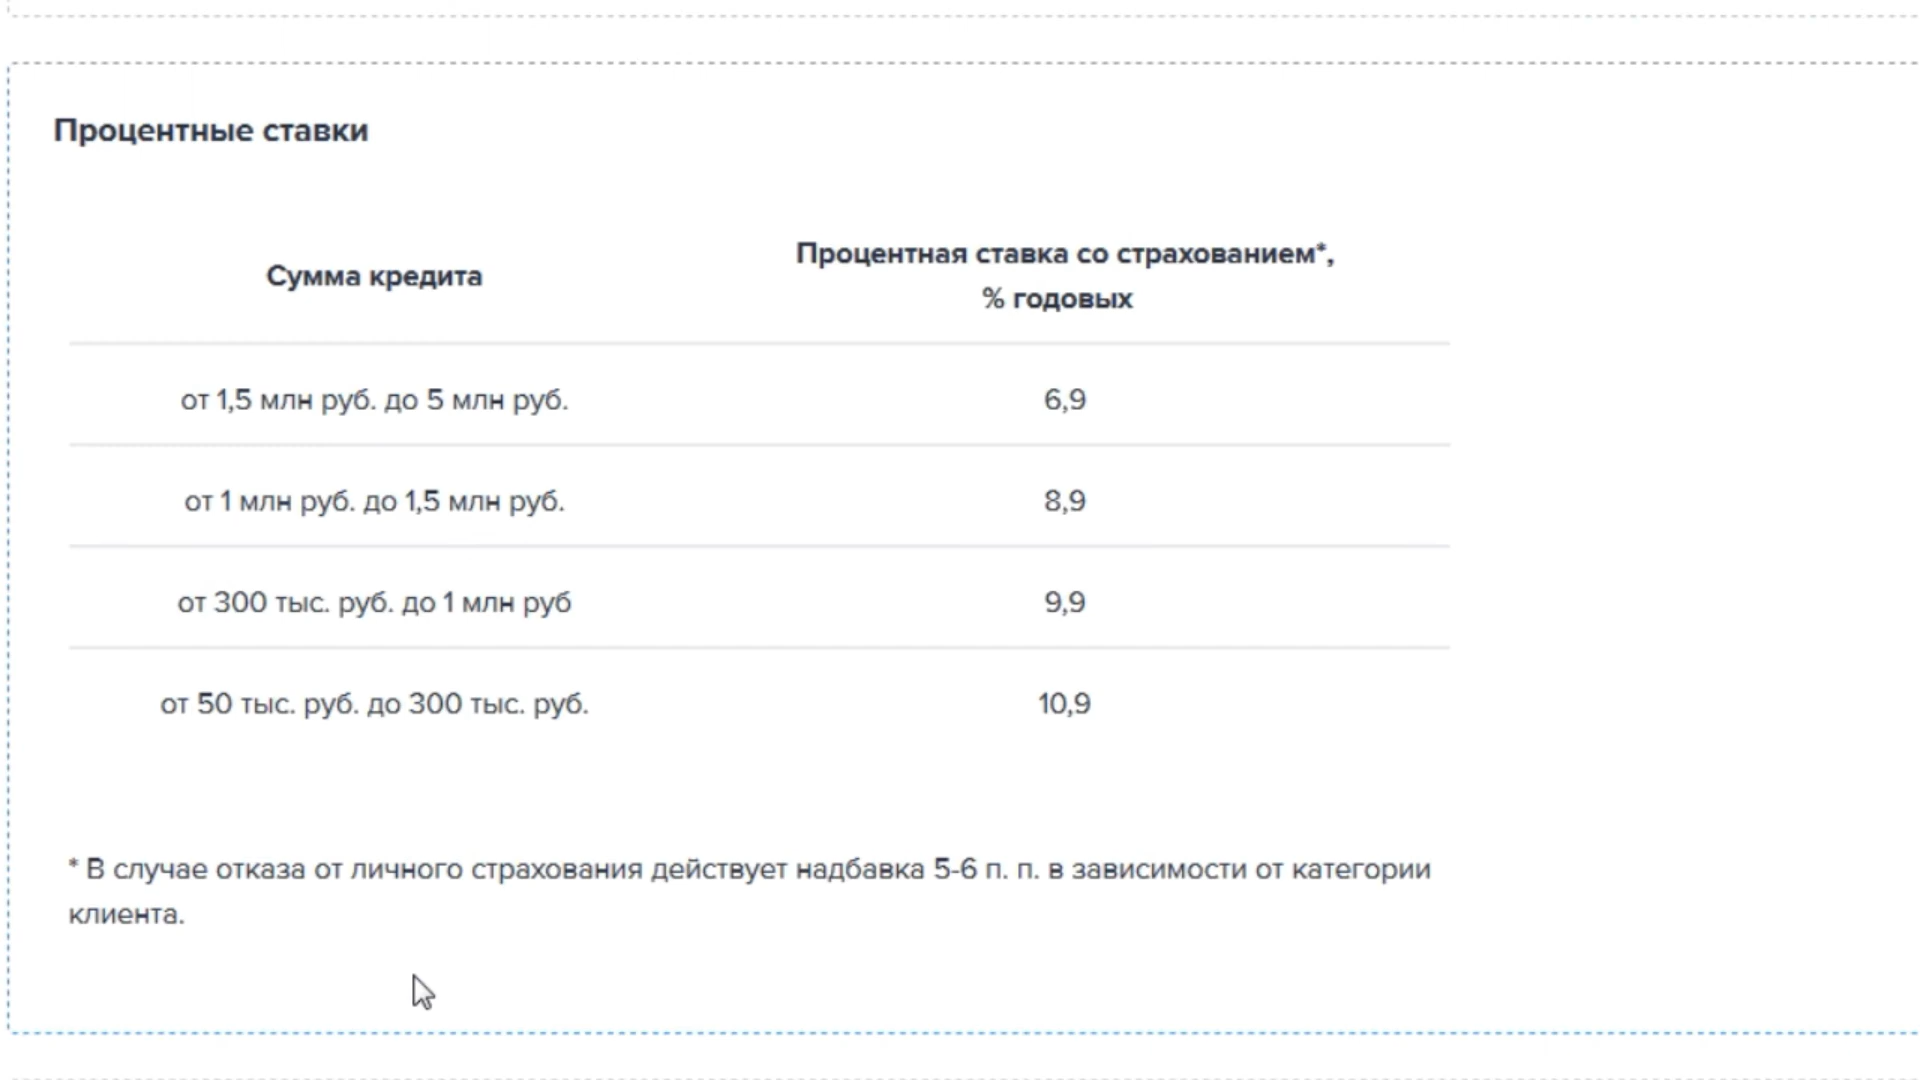 Процентные ставки
Сумма кредита
Процентная ставка со страхованием*,
% годовых
от 1,5 млн руб. до 5 млн руб.
6,9
от 1 млн руб. до 1,5 млн руб.
8,9
от 300 тыс. руб. до 1 млн руб
9,9
от 50 тыс. руб. до 300 тыс. руб.
10,9
* В случае отказа от личного страхования действует надбавка 5-6 п. п. в зависимости от категории
клиента.